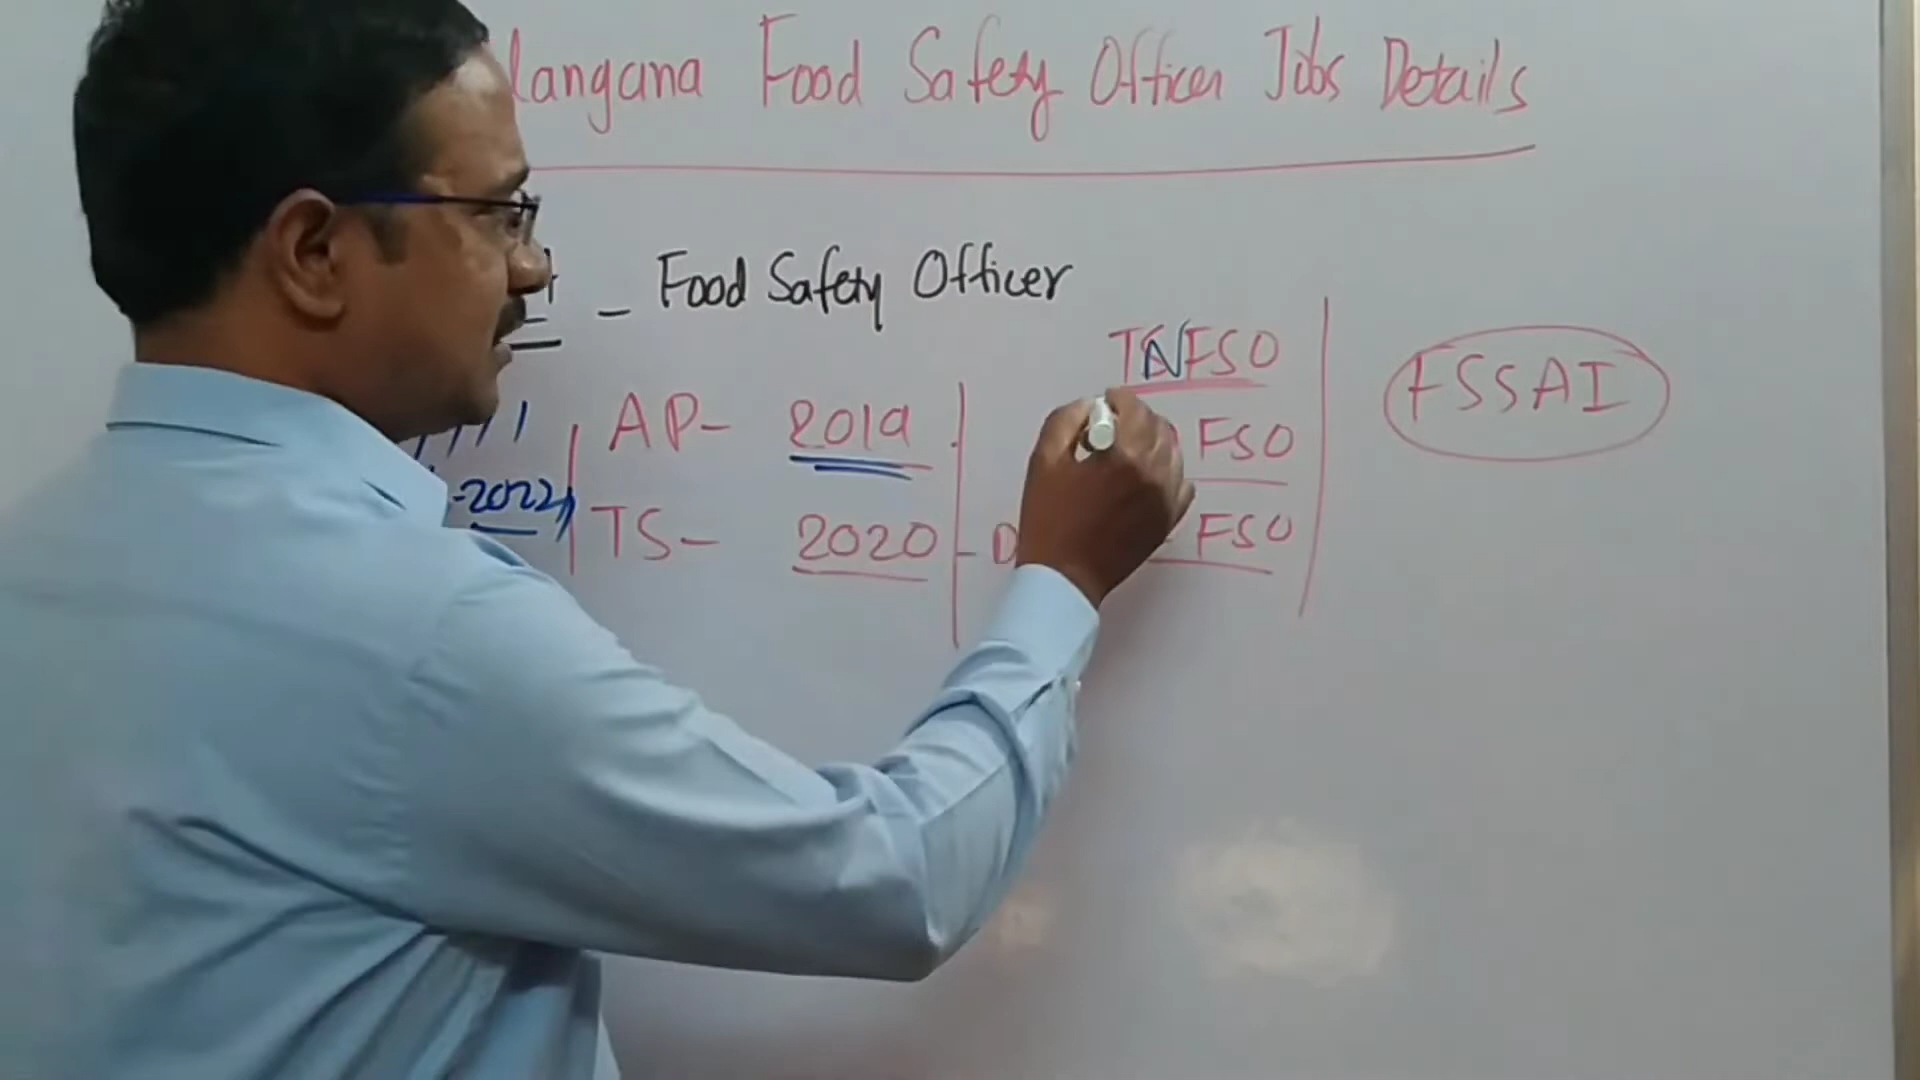 langana Food Safety Officer Jobs Details
- Food Safety Officer
TNFSO
FSSAI
AP- 2019
FSO
-2022
TS- 2020
FSO